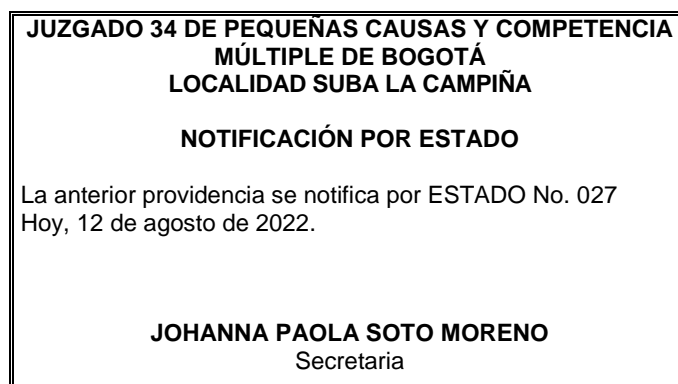 JUZGADO 34 DE PEQUEÑAS CAUSAS Y COMPETENCIA
MÚLTIPLE DE BOGOTÁ
LOCALIDAD SUBA LA CAMPIÑA
NOTIFICACIÓN POR ESTADO
La anterior providencia se notifica por ESTADO No. 027
Hoy, 12 de agosto de 2022.
JOHANNA PAOLA SOTO MORENO
Secretaria